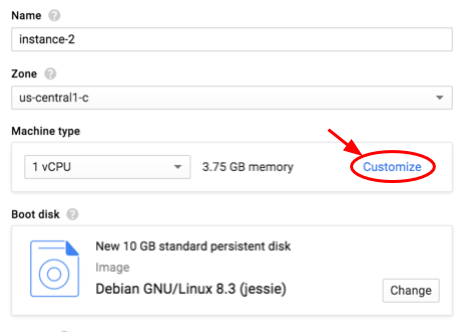 Name
instance-2
Zone
us-central1-c
Machine type
1 vCPU 3.75 GB memory Customize
Boot disk
New 10 GB standard persistent disk
Image
Debian GNU/Linux 8.3 (jessie)
Change